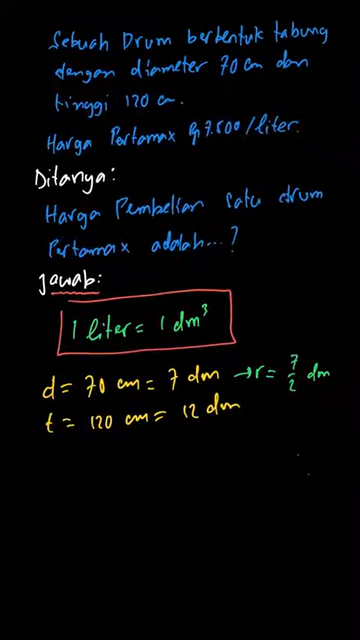 Sebuah Drum berbentuk tabung
dengan diameter 70 cm dan
tinggi 120 cm.
Harga Pertamax Rp 7.500/liter.
Ditanya:
Harga Pembelian satu drum
Pertamax adalah...?
Jawab:
1 liter = 1 dm³
d = 70 cm = 7 dm → r = 7/2 dm
t = 120 cm = 12 dm